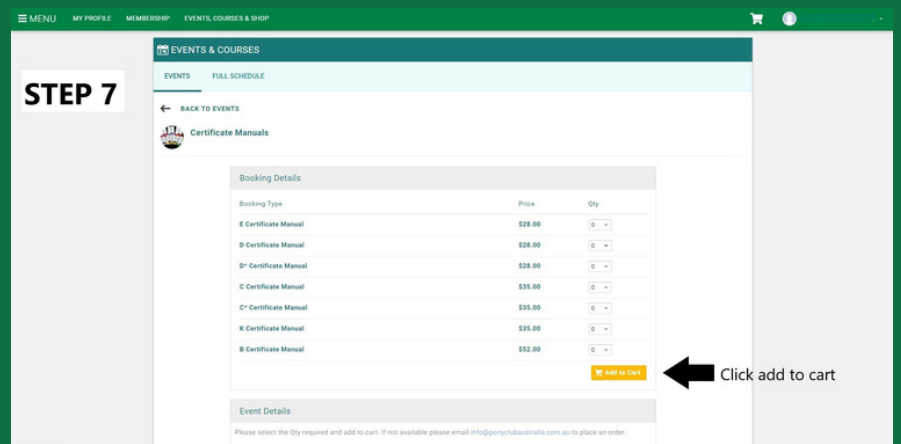 MENU MY PROFILE MEMBERSHIP EVENTS, COURSES & SHOP
EVENTS & COURSES
EVENTS FULL SCHEDULE
STEP 7
BACK TO EVENTS
Certificate Manuals
Booking Details
Booking Type Price Qty
E Certificate Manual $28.00 0
D Certificate Manual $28.00 0
D* Certificate Manual $28.00 0
C Certificate Manual $35.00 0
C* Certificate Manual $35.00 0
K Certificate Manual $35.00 0
B Certificate Manual $52.00 0
Add to Cart Click add to cart
Event Details
Please select the Qty required and add to cart. If not available please email info@ponyclubaustralia.com.au to place an order.